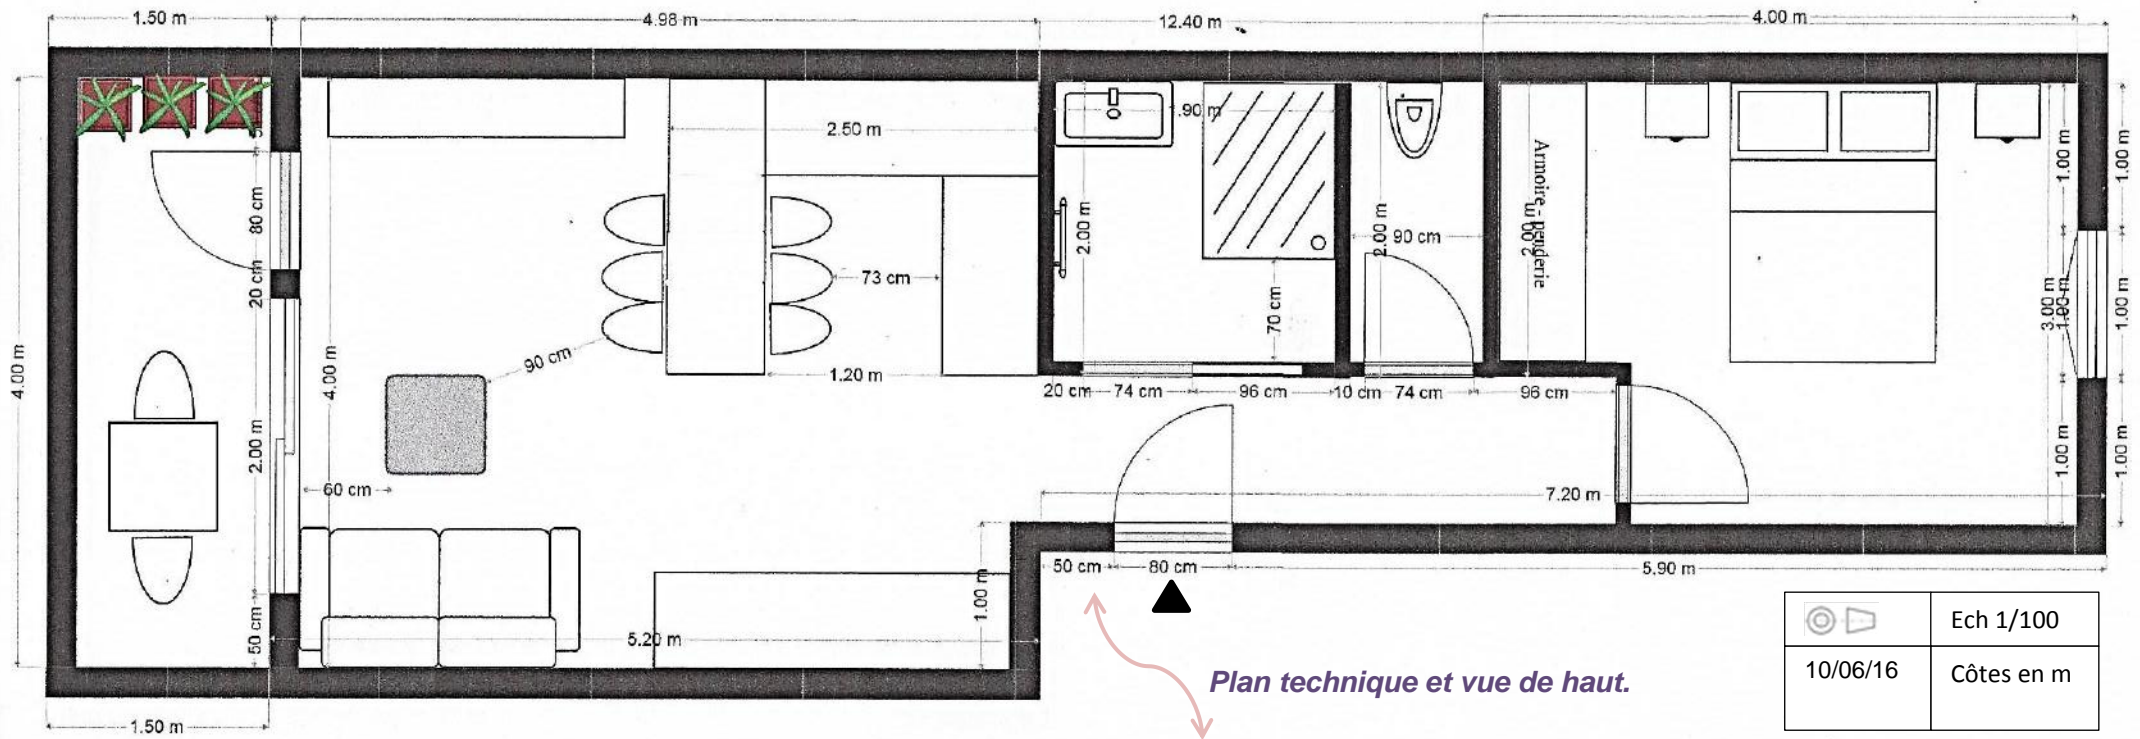 1.50 m
4.98 m
12.40 m
4.00 m
2.50 m
.90 m
Armoire - penderie
2.00 m
1.00 m
1.00 m
80 cm
2.00 m
2.00 m
90 cm
73 cm
20 cm
70 cm
3.00 m
1.00 m
1.00 m
4.00 m
4.00 m
90 cm
1.20 m
20 cm
74 cm
96 cm
10 cm
74 cm
96 cm
2.00 m
1.00 m
1.00 m
60 cm
7.20 m
50 cm
80 cm
5.90 m
1.00 m
50 cm
5.20 m
Ech 1/100
10/06/16
Côtes en m
Plan technique et vue de haut.
1.50 m